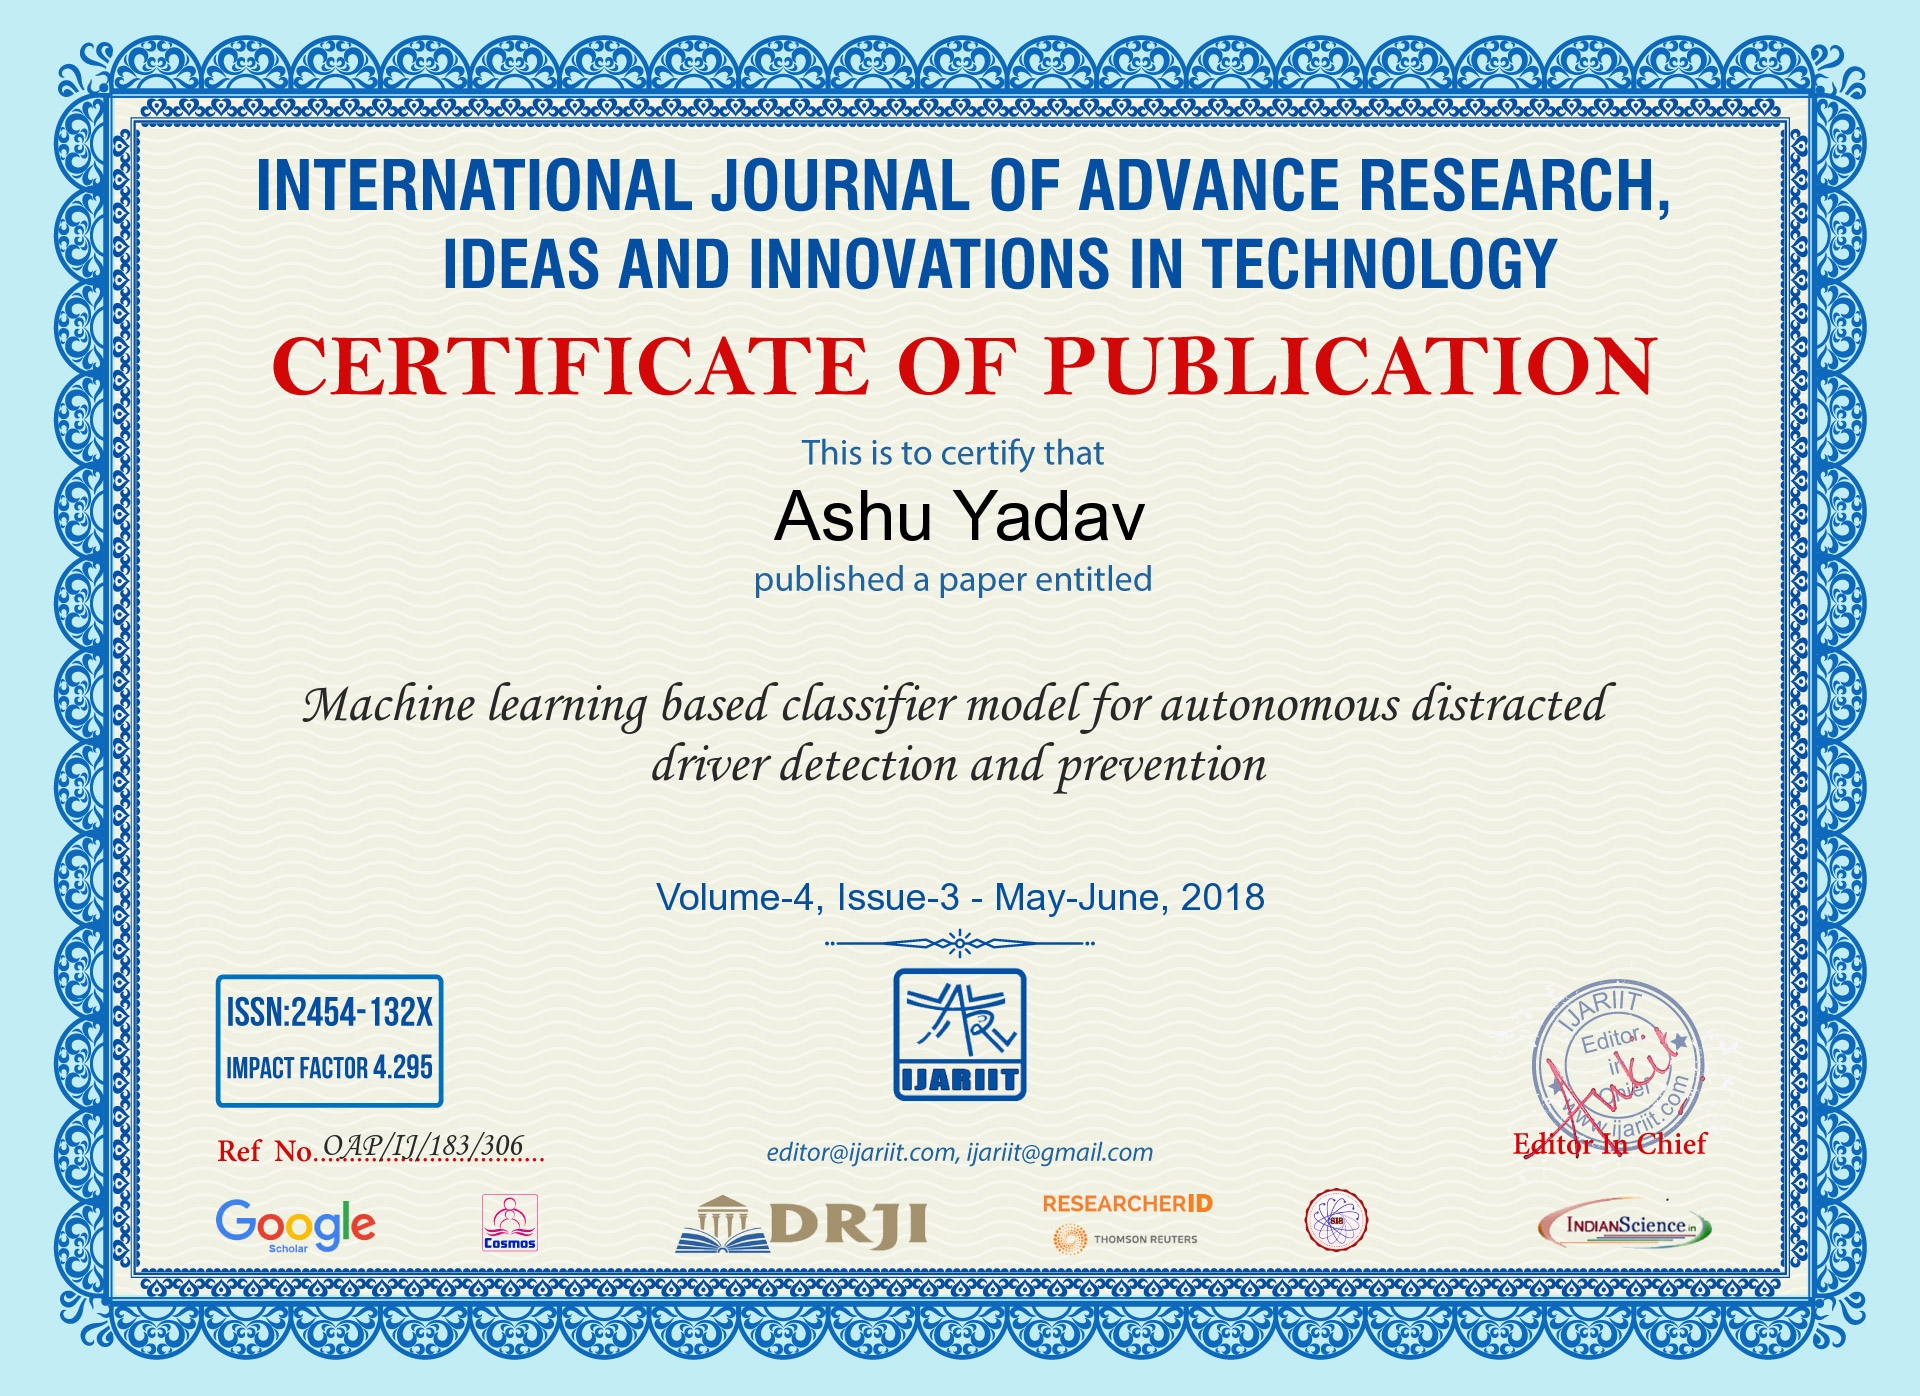 INTERNATIONAL JOURNAL OF ADVANCE RESEARCH,
IDEAS AND INNOVATIONS IN TECHNOLOGY
CERTIFICATE OF PUBLICATION
This is to certify that
Ashu Yadav
published a paper entitled
Machine learning based classifier model for autonomous distracted
driver detection and prevention
Volume-4, Issue-3 - May-June, 2018
ISSN:2454-132X
IMPACT FACTOR 4.295
IJARIIT
IJARIIT
Editor
in
Chief
www.ijariit.com
Ankit
Ref No. OAP/IJ/183/306
editor@ijariit.com, ijariit@gmail.com
Editor In Chief
Google
Scholar
Cosmos
DRJI
RESEARCHERID
THOMSON REUTERS
SIS
INDIANScience.in